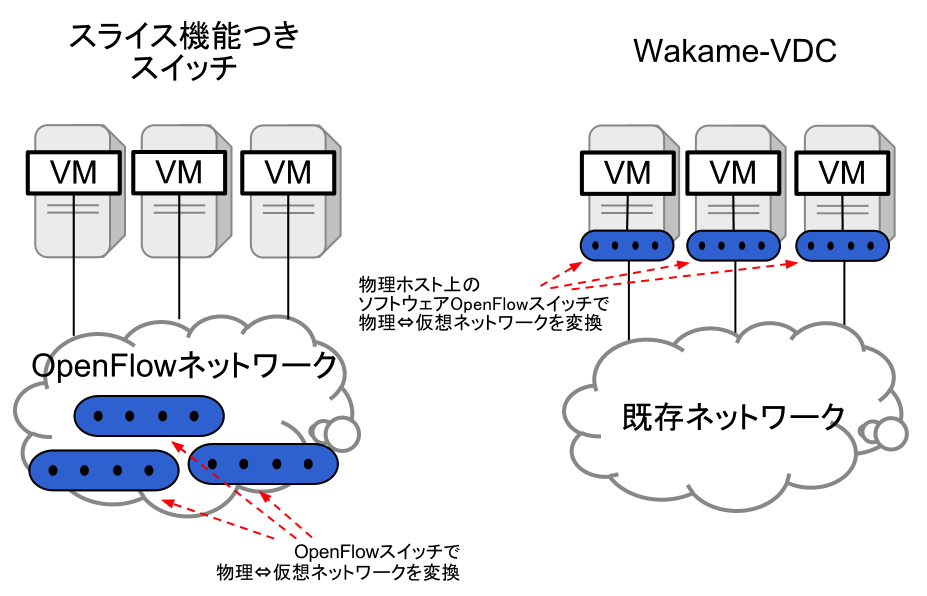 スライス機能つき
スイッチ
Wakame-VDC
VM
VM
VM
VM
VM
VM
物理ホスト上の
ソフトウェアOpenFlowスイッチで
物理⇔仮想ネットワークを変換
OpenFlowネットワーク
既存ネットワーク
OpenFlowスイッチで
物理⇔仮想ネットワークを変換